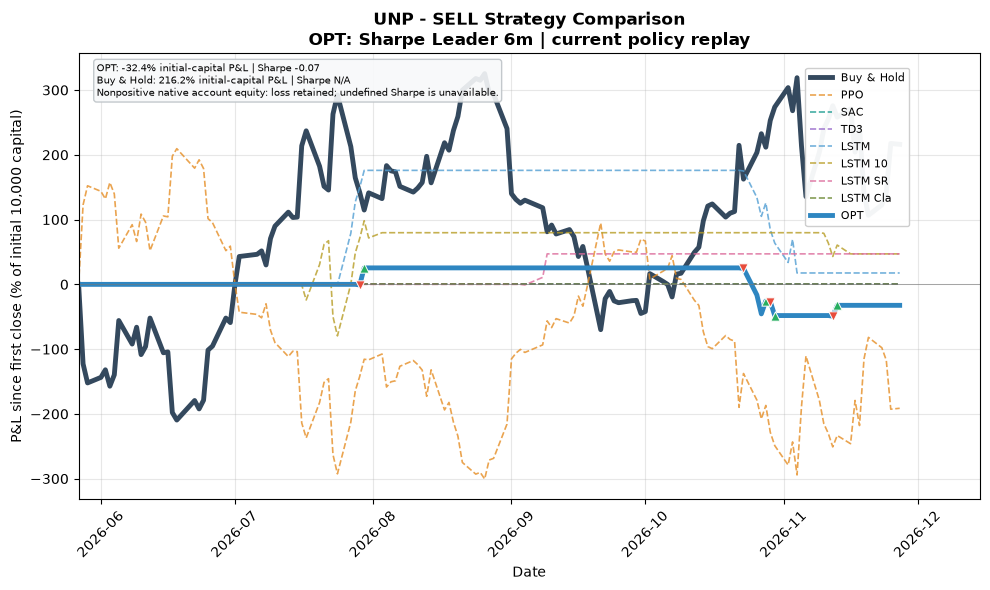 UNP - SELL Strategy Comparison
OPT: Sharpe Leader 6m | current policy replay
OPT: -32.4% initial-capital P&L | Sharpe -0.07
Buy & Hold: 216.2% initial-capital P&L | Sharpe N/A
Nonpositive native account equity: loss retained; undefined Sharpe is unavailable.
Buy & Hold
PPO
SAC
TD3
LSTM
LSTM 10
LSTM SR
LSTM Cla
OPT
P&L since first close (% of initial 10,000 capital)
300
200
100
0
−100
−200
−300
2026-06
2026-07
2026-08
2026-09
2026-10
2026-11
2026-12
Date